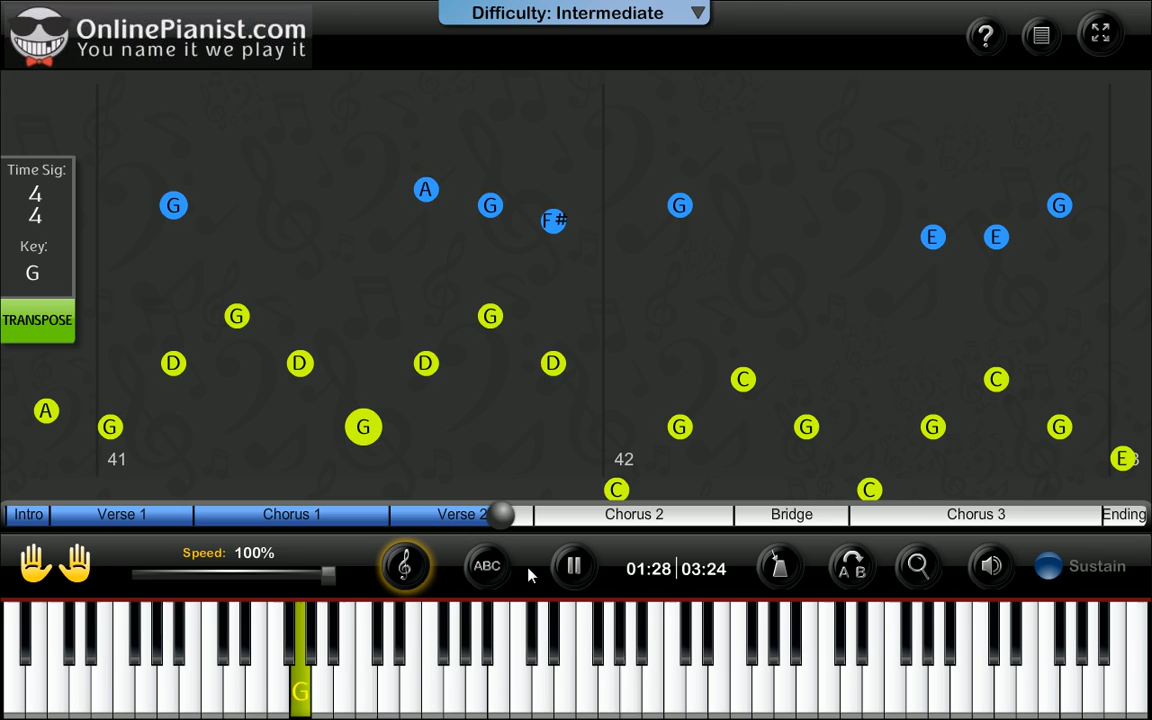 Difficulty: Intermediate
OnlinePianist.com
You name it we play it
?
Time Sig:
4
4
Key:
G
TRANSPOSE
A
G
G
F#
G
G
E
E
G
G
D
D
D
D
C
C
A
G
G
G
G
G
G
E
41
42
3
C
C
Intro
Verse 1
Chorus 1
Verse 2
Chorus 2
Bridge
Chorus 3
Ending
Speed: 100%
ABC
01:28 | 03:24
A B
Sustain
G